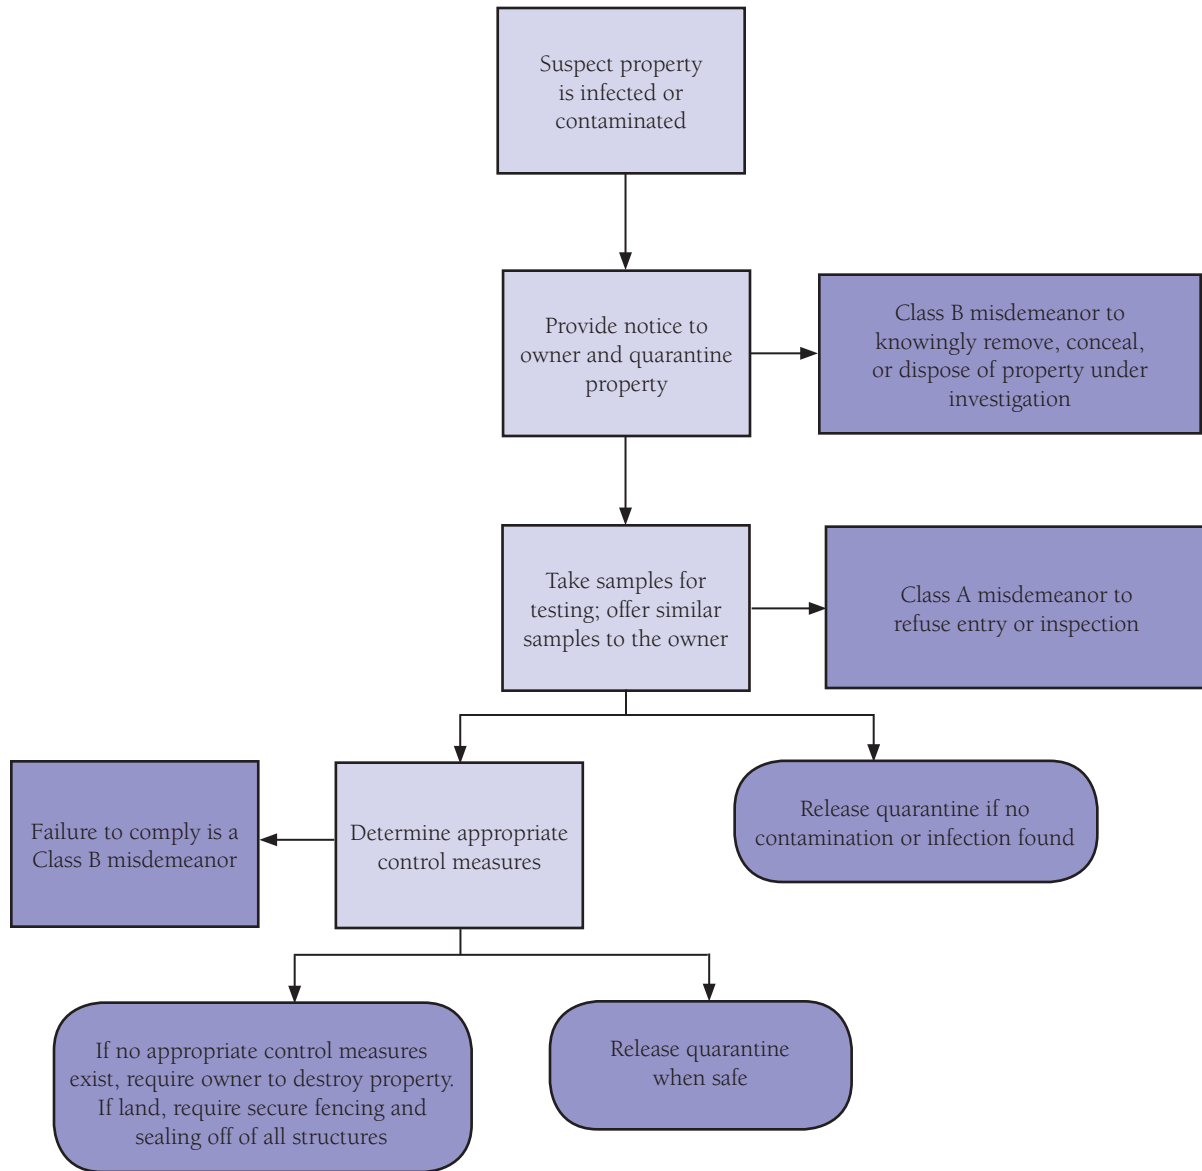 Suspect property
is infected or
contaminated
Provide notice to
owner and quarantine
property
Class B misdemeanor to
knowingly remove, conceal,
or dispose of property under
investigation
Take samples for
testing; offer similar
samples to the owner
Class A misdemeanor to
refuse entry or inspection
Failure to comply is a
Class B misdemeanor
Determine appropriate
control measures
Release quarantine if no
contamination or infection found
If no appropriate control measures
exist, require owner to destroy property.
If land, require secure fencing and
sealing off of all structures
Release quarantine
when safe